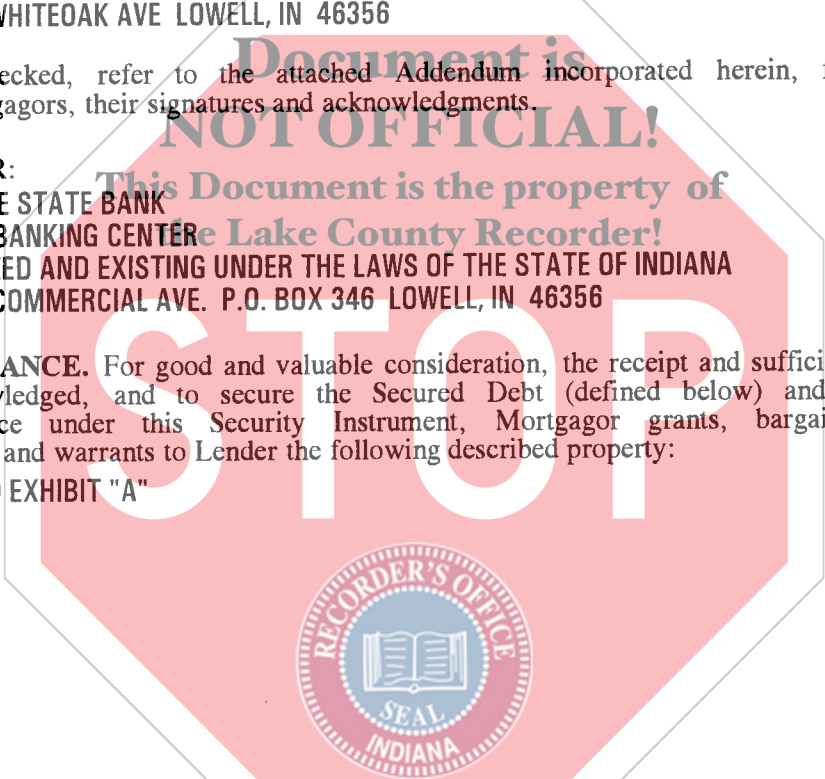 WHITEOAK AVE LOWELL, IN 46356
Document is
ecked, refer to the attached Addendum incorporated herein,
gagors, their signatures and acknowledgments.
NOT OFFICIAL!
R:
This Document is the property of
E STATE BANK
BANKING CENTER
the Lake County Recorder!
ED AND EXISTING UNDER THE LAWS OF THE STATE OF INDIANA
COMMERCIAL AVE. P.O. BOX 346 LOWELL, IN 46356
STOP
ANCE. For good and valuable consideration, the receipt and suffici
ledged, and to secure the Secured Debt (defined below) and
ce under this Security Instrument, Mortgagor grants, bargai
and warrants to Lender the following described property:
EXHIBIT "A"
RECORDER'S OFFICE
SEAL
INDIANA